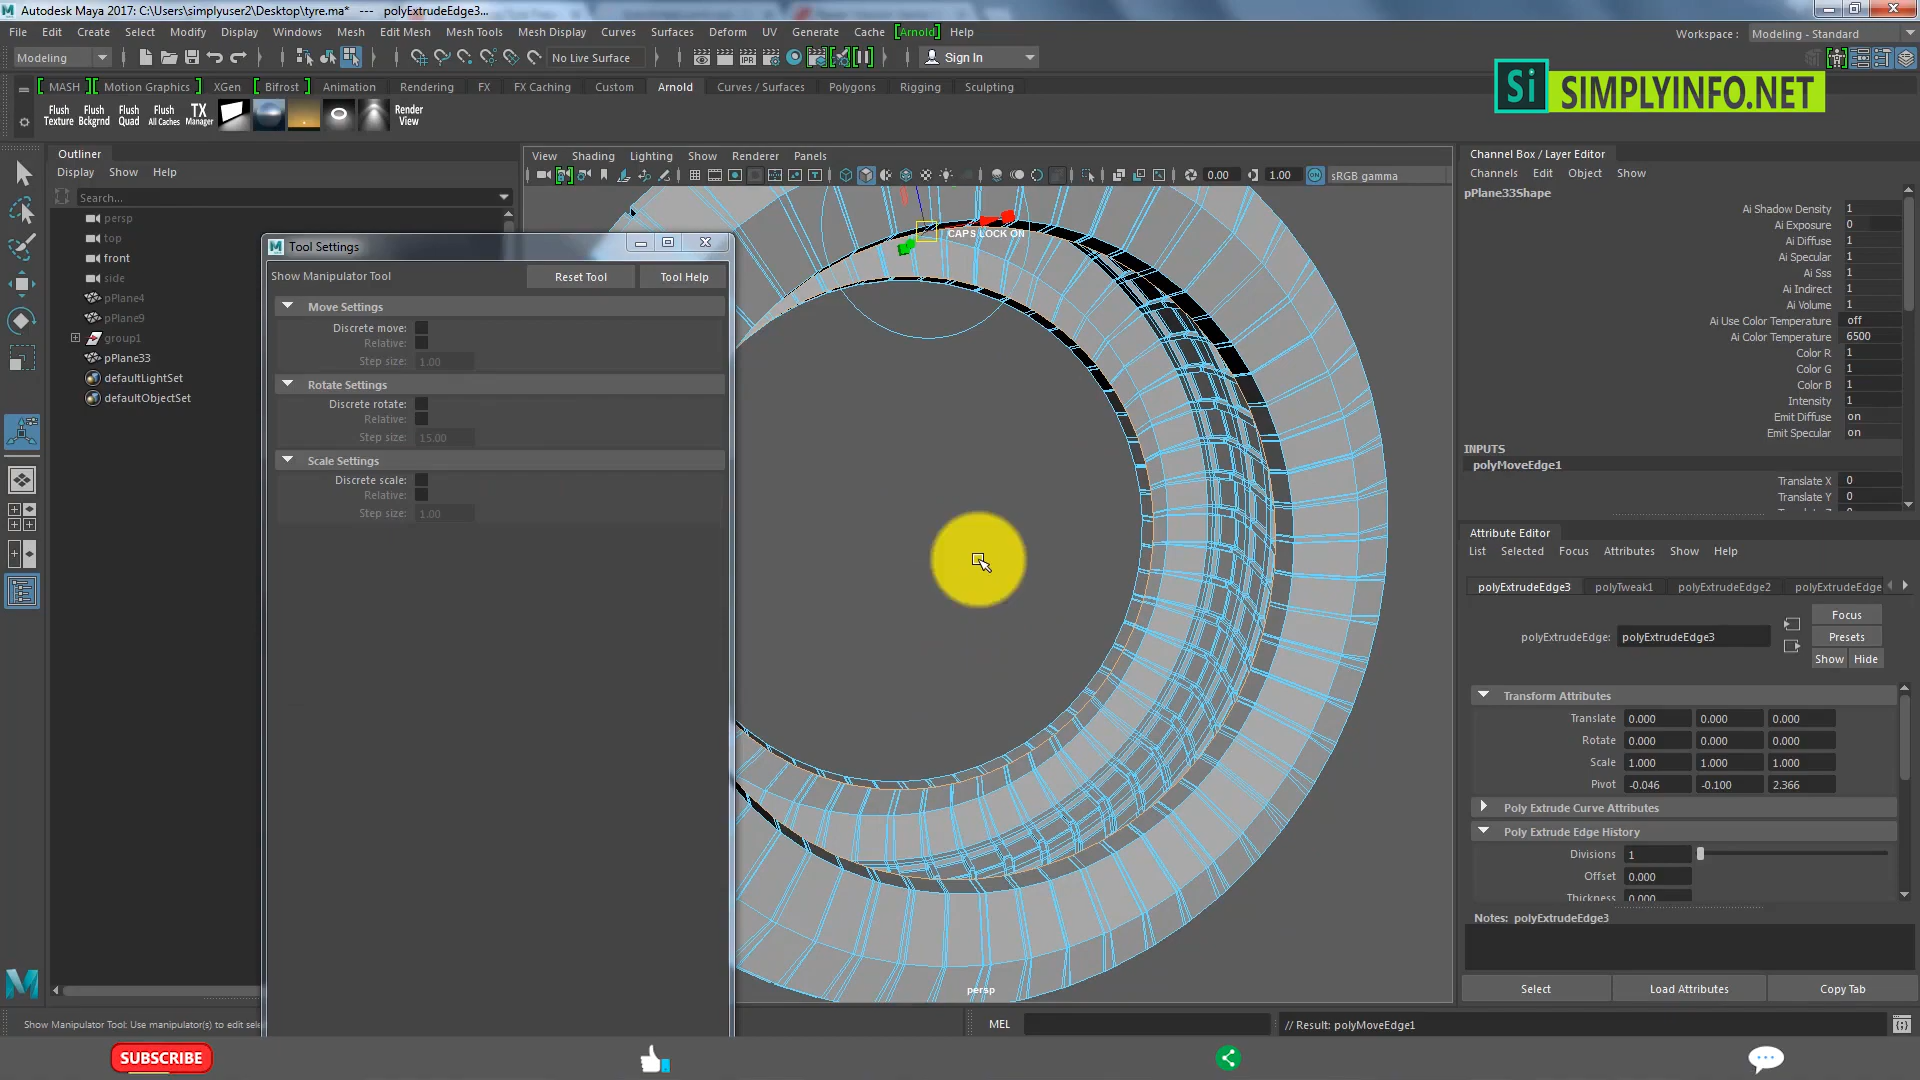 Autodesk Maya 2017: C:\Users\simplyuser2\Desktop\tyre.ma* --- polyExtrudeEdge3...
File Edit Create Select Modify Display Windows Mesh Edit Mesh Mesh Tools Mesh Display Curves Surfaces Deform UV Generate Cache Arnold Help
Workspace : Modeling - Standard
Modeling No Live Surface Sign In
MASH Motion Graphics XGen Bifrost Animation Rendering FX FX Caching Custom Arnold Curves / Surfaces Polygons Rigging Sculpting
Si SIMPLYINFO.NET
Flush Texture
Flush Bckgrnd
Flush Quad
Flush All Caches
TX Manager
IPR
Render View
Outliner
Display Show Help
Search...
persp
top
front
side
pPlane4
pPlane9
group1
pPlane33
defaultLightSet
defaultObjectSet
Tool Settings
Show Manipulator Tool Reset Tool Tool Help
Move Settings
Discrete move:
Relative:
Step size: 1.00
Rotate Settings
Discrete rotate:
Relative:
Step size: 15.00
Scale Settings
Discrete scale:
Relative:
Step size: 1.00
View Shading Lighting Show Renderer Panels
0.00 1.00 ON sRGB gamma
CAPS LOCK ON
persp
Channel Box / Layer Editor
Channels Edit Object Show
pPlane33Shape
Ai Shadow Density 1
Ai Exposure 0
Ai Diffuse 1
Ai Specular 1
Ai Sss 1
Ai Indirect 1
Ai Volume 1
Ai Use Color Temperature off
Ai Color Temperature 6500
Color R 1
Color G 1
Color B 1
Intensity 1
Emit Diffuse on
Emit Specular on
INPUTS
polyMoveEdge1
Translate X 0
Translate Y 0
Attribute Editor
List Selected Focus Attributes Show Help
polyExtrudeEdge3 polyTweak1 polyExtrudeEdge2 polyExtrudeEdge
polyExtrudeEdge: polyExtrudeEdge3
Focus
Presets
Show Hide
Transform Attributes
Translate 0.000 0.000 0.000
Rotate 0.000 0.000 0.000
Scale 1.000 1.000 1.000
Pivot -0.046 -0.100 2.366
Poly Extrude Curve Attributes
Poly Extrude Edge History
Divisions 1
Offset 0.000
Thickness 0.000
Notes: polyExtrudeEdge3
Select Load Attributes Copy Tab
Show Manipulator Tool: Use manipulator(s) to edit
MEL
// Result: polyMoveEdge1
SUBSCRIBE